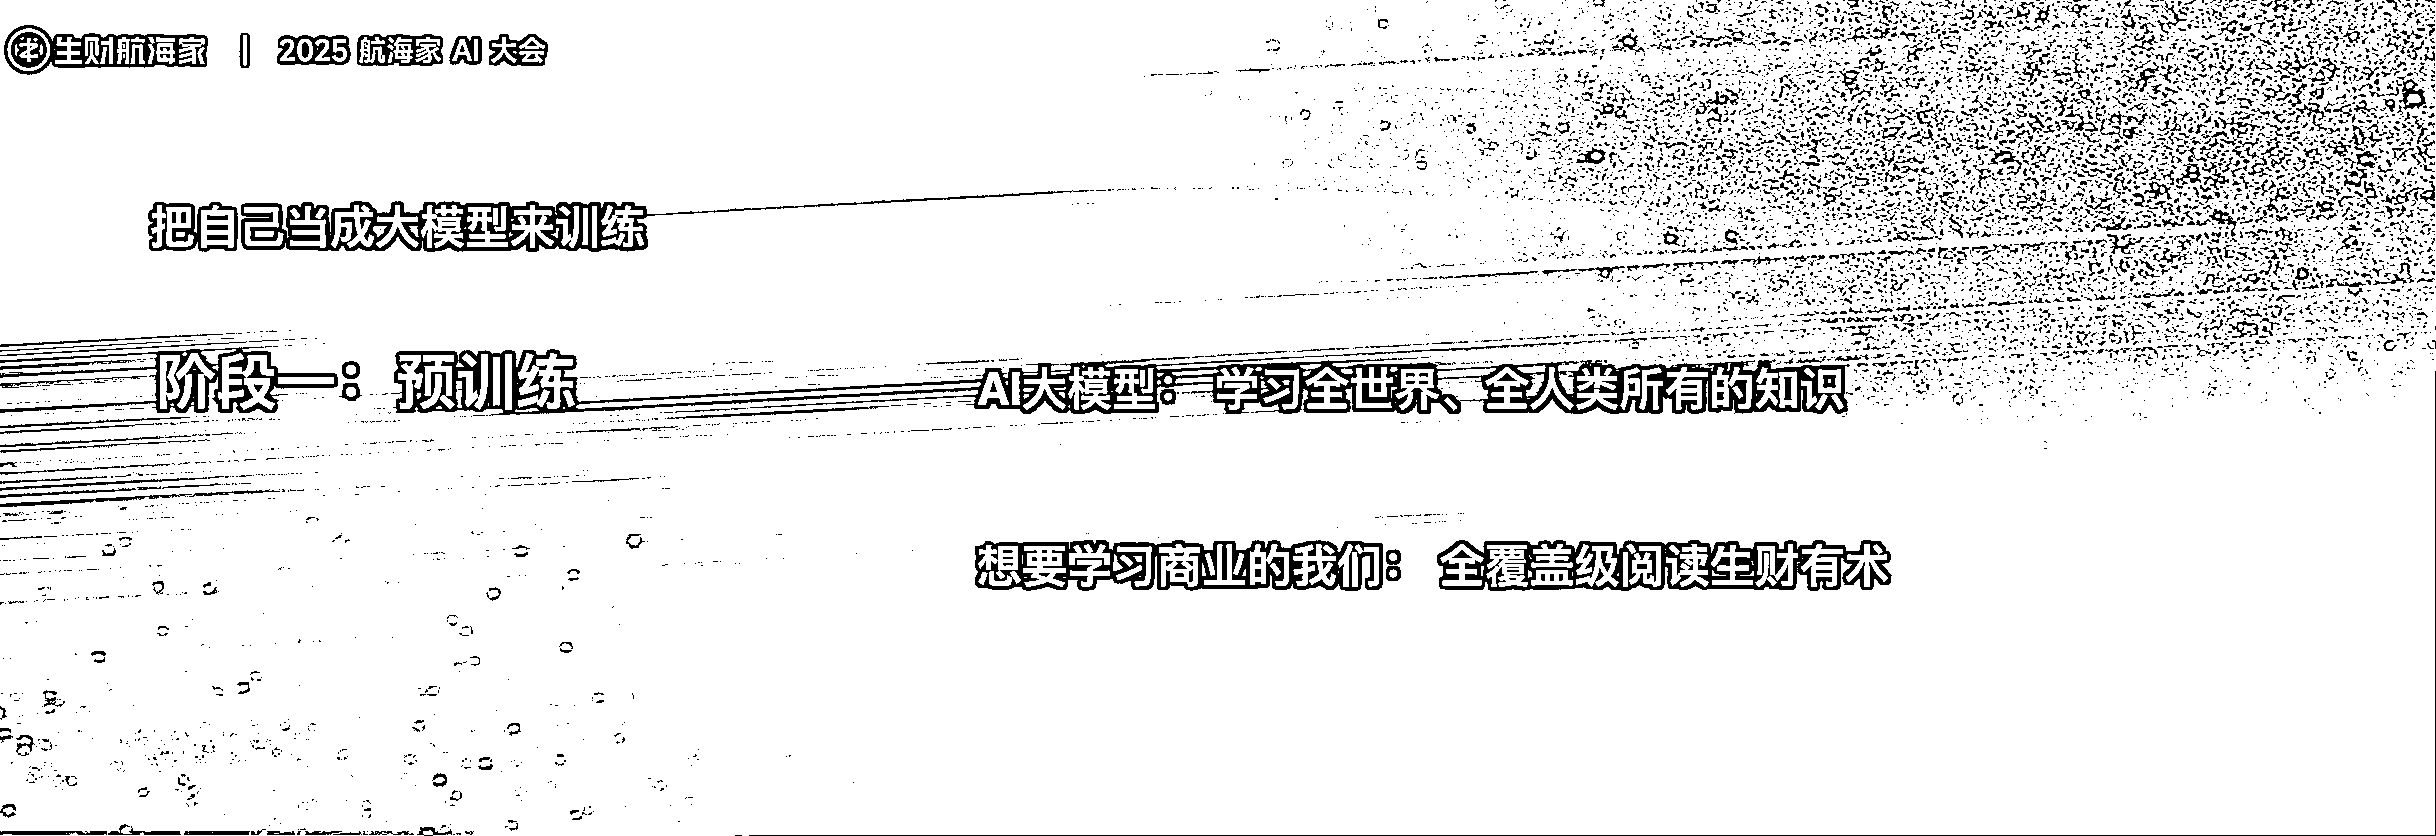 生财航海家 | 2025 航海家 AI 大会
把自己当成大模型来训练
阶段一：预训练
AI大模型： 学习全世界、全人类所有的知识
想要学习商业的我们： 全覆盖级阅读生财有术